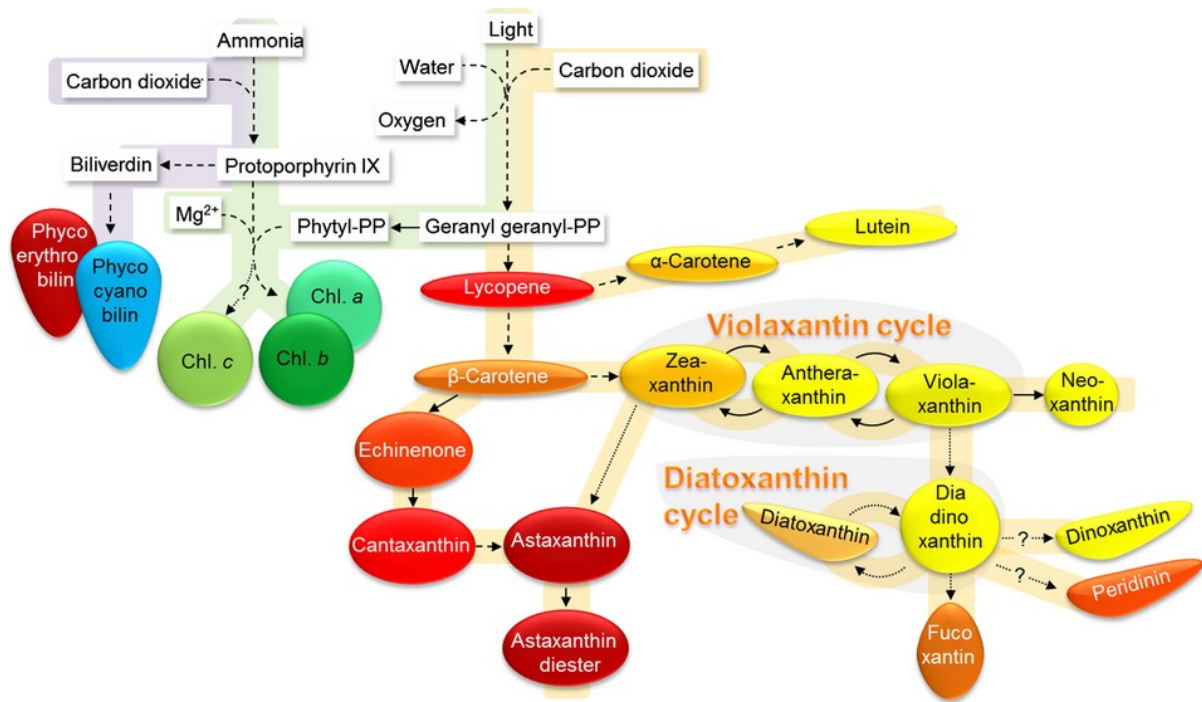 Ammonia
Light
Carbon dioxide
Water
Carbon dioxide
Oxygen
Biliverdin
Protoporphyrin IX
Mg2+
Phytyl-PP
Geranyl geranyl-PP
Phyco
erythro
bilin
Phyco
cyano
bilin
?
Chl. a
Chl. c
Chl. b
Lycopene
α-Carotene
Lutein
Violaxantin cycle
β-Carotene
Zea-
xanthin
Anthera-
xanthin
Viola-
xanthin
Neo-
xanthin
Echinenone
Cantaxanthin
Astaxanthin
Astaxanthin
diester
Diatoxanthin
cycle
Diatoxanthin
Dia
dino
xanthin
?
Dinoxanthin
?
Peridinin
Fuco
xantin